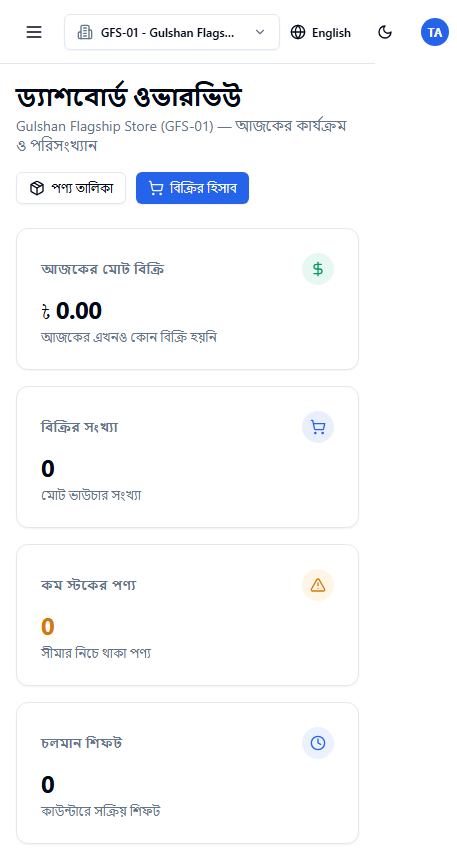 GFS-01 - Gulshan Flags...
English
TA
ড্যাশবোর্ড ওভারভিউ
Gulshan Flagship Store (GFS-01) — আজকের কার্যক্রম
ও পরিসংখ্যান
পণ্য তালিকা
বিক্রির হিসাব
আজকের মোট বিক্রি
৳ 0.00
আজকের এখনও কোন বিক্রি হয়নি
বিক্রির সংখ্যা
0
মোট ভাউচার সংখ্যা
কম স্টকের পণ্য
0
সীমার নিচে থাকা পণ্য
চলমান শিফট
0
কাউন্টারে সক্রিয় শিফট